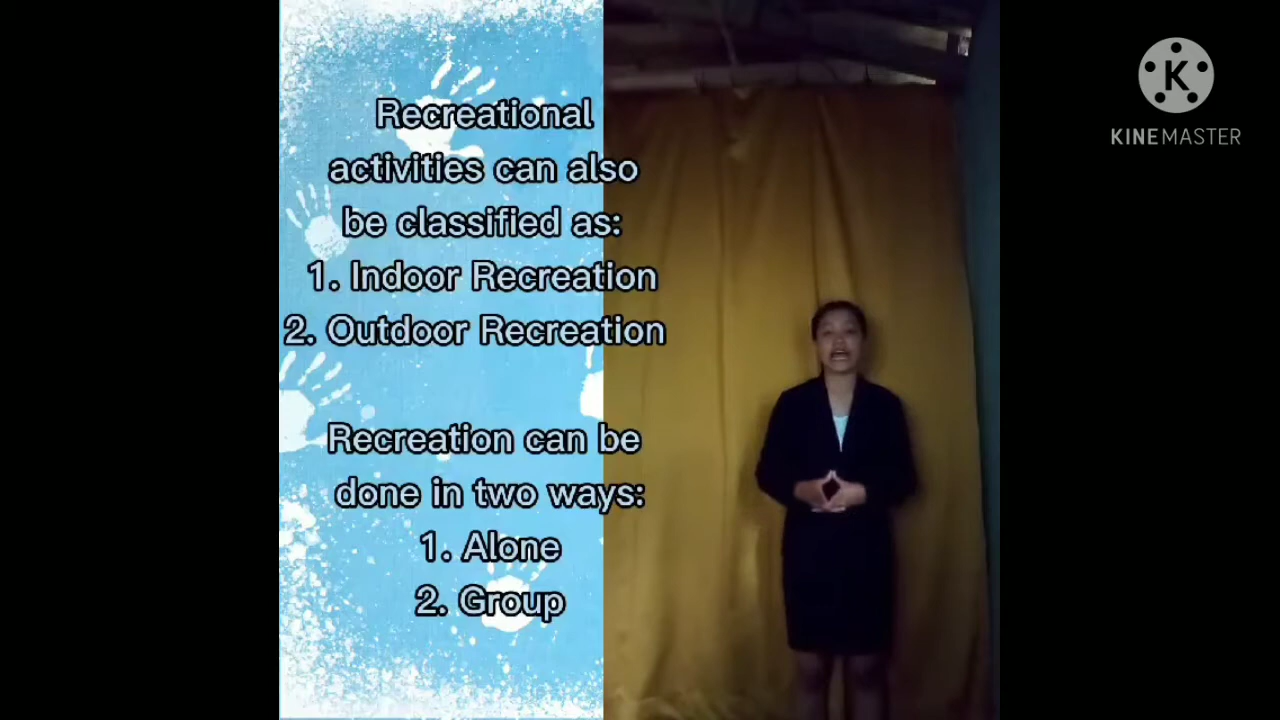 Recreational
activities can also
be classified as:
1. Indoor Recreation
2. Outdoor Recreation
Recreation can be
done in two ways:
1. Alone
2. Group
K
KINEMASTER